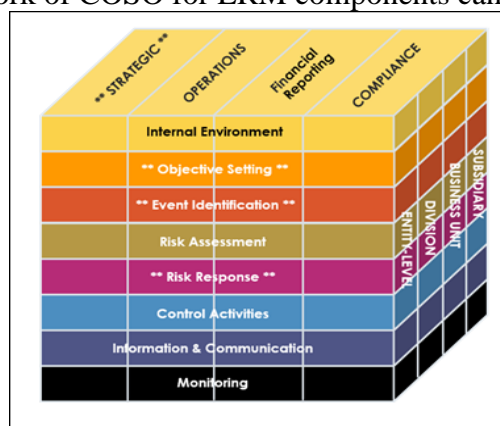 work of COSO for ERM components can
** STRATEGIC **
OPERATIONS
Financial
Reporting
COMPLIANCE
Internal Environment
** Objective Setting **
** Event Identification **
Risk Assessment
** Risk Response **
Control Activities
Information & Communication
Monitoring
ENTITY-LEVEL
DIVISION
BUSINESS UNIT
SUBSIDIARY